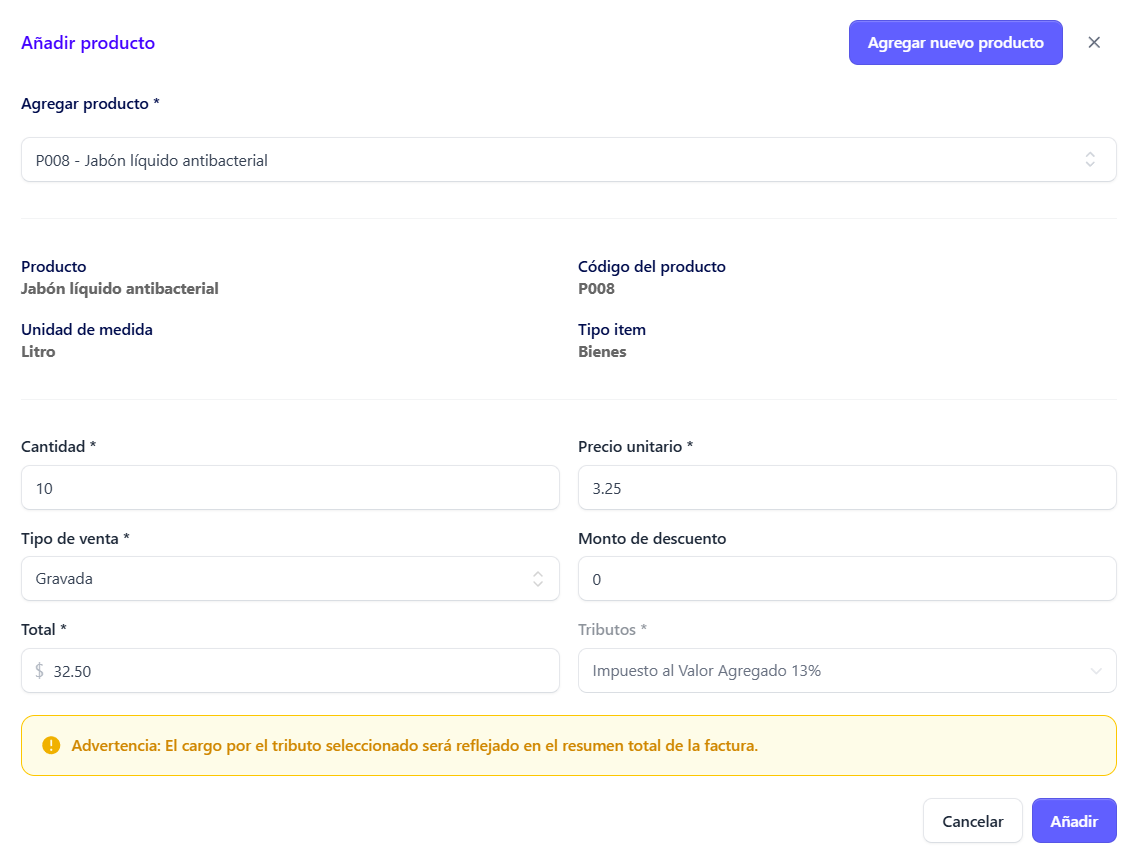 Añadir producto
Agregar nuevo producto
Agregar producto *
P008 - Jabón líquido antibacterial
Producto
Código del producto
Jabón líquido antibacterial
P008
Unidad de medida
Tipo item
Litro
Bienes
Cantidad *
Precio unitario *
10
3.25
Tipo de venta *
Monto de descuento
Gravada
0
Total *
Tributos *
$ 32.50
Impuesto al Valor Agregado 13%
Advertencia: El cargo por el tributo seleccionado será reflejado en el resumen total de la factura.
Cancelar
Añadir